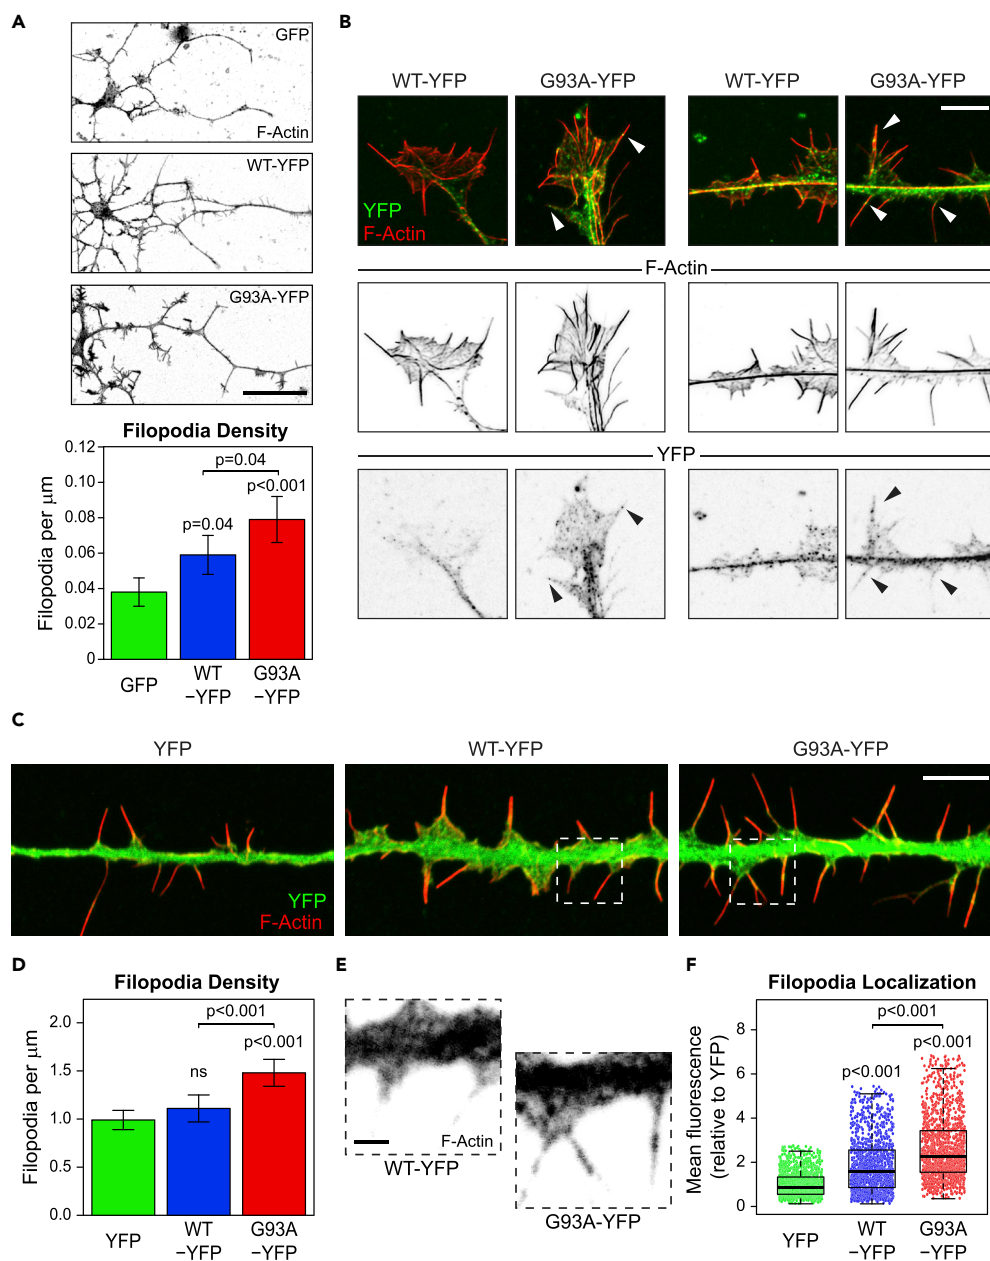 A
GFP
F-Actin
WT-YFP
G93A-YFP
Filopodia Density
Filopodia per μm
0.12
0.10
0.08
0.06
0.04
0.02
0
p=0.04
p<0.001
p=0.04
GFP
WT
−YFP
G93A
−YFP
B
WT-YFP
G93A-YFP
WT-YFP
G93A-YFP
YFP
F-Actin
F-Actin
YFP
C
YFP
WT-YFP
G93A-YFP
YFP
F-Actin
D
Filopodia Density
Filopodia per μm
2.0
1.5
1.0
0.5
0.0
p<0.001
p<0.001
ns
YFP
WT
−YFP
G93A
−YFP
E
F-Actin
WT-YFP
G93A-YFP
F
Filopodia Localization
Mean fluorescence
(relative to YFP)
8
6
4
2
0
p<0.001
p<0.001
p<0.001
YFP
WT
−YFP
G93A
−YFP